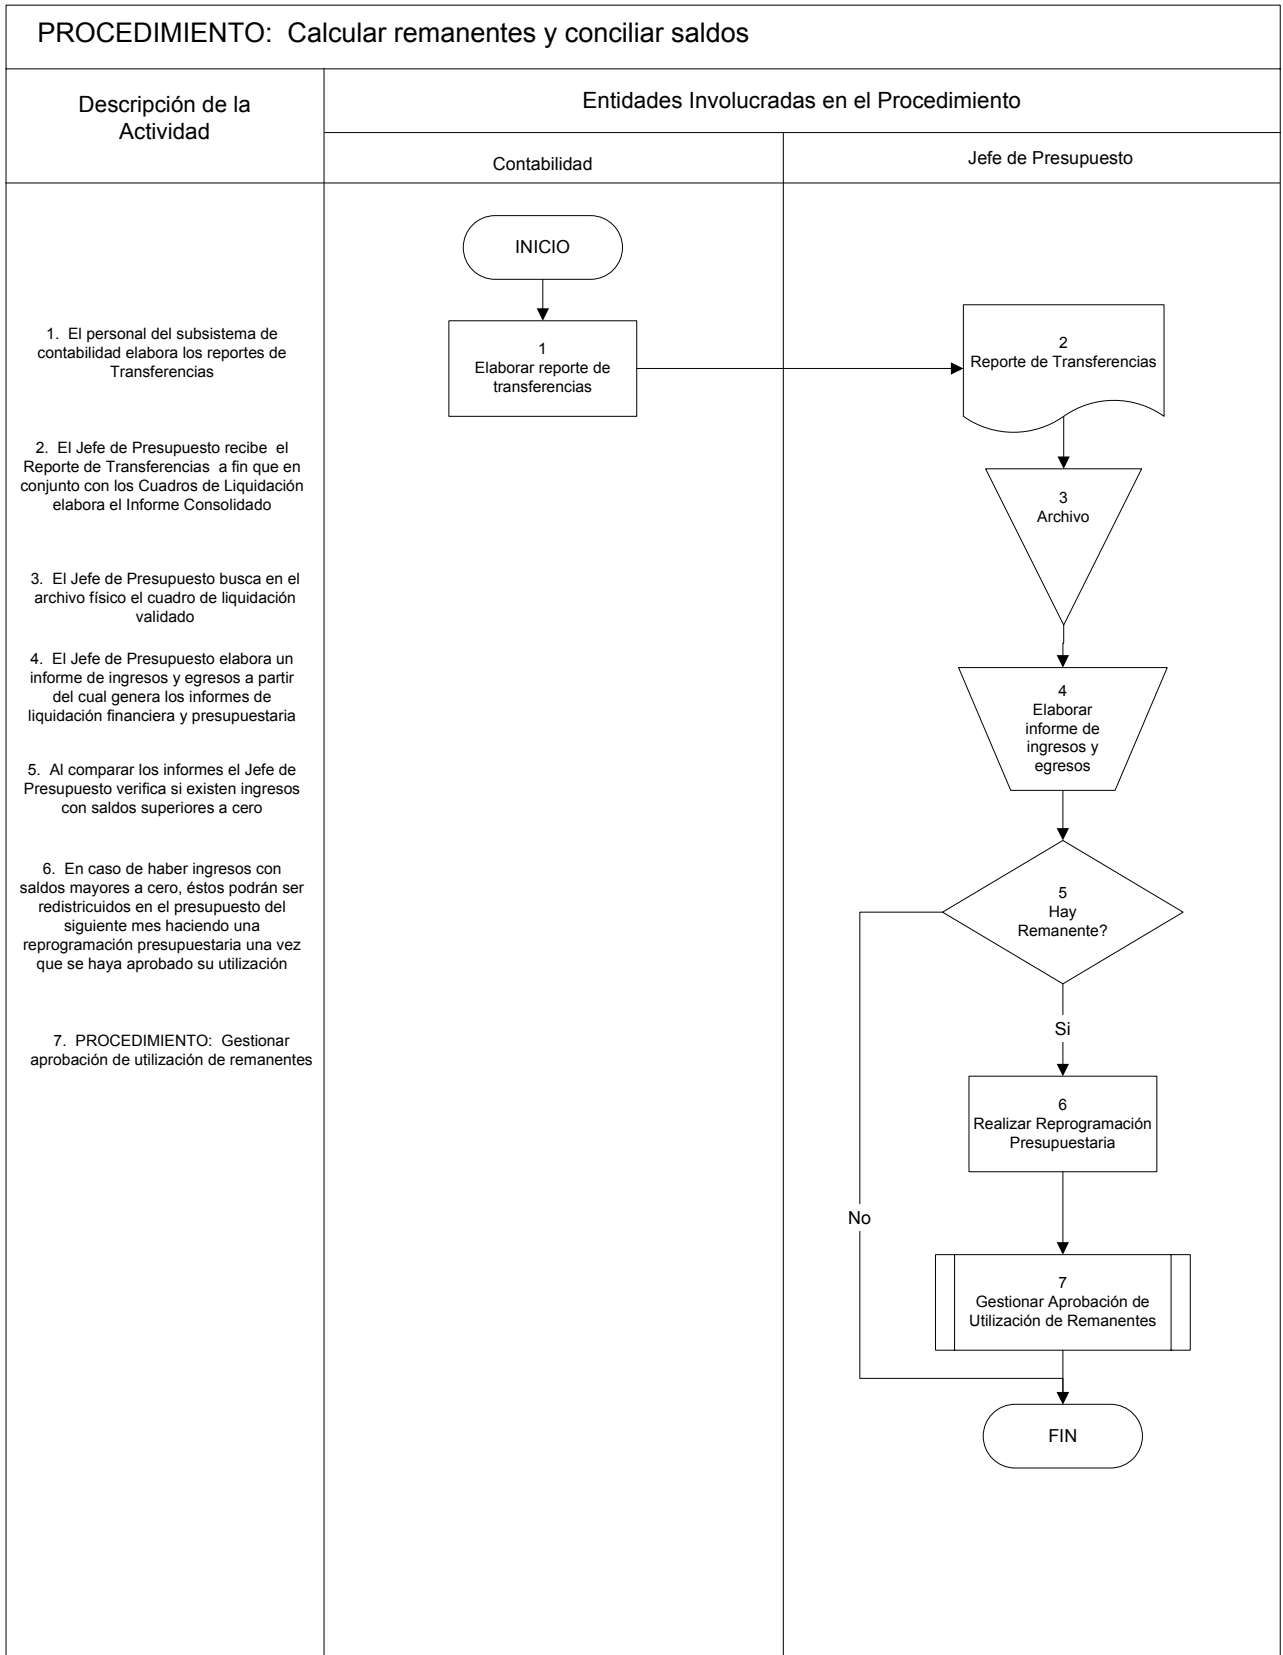 PROCEDIMIENTO: Calcular remanentes y conciliar saldos
Descripción de la
Actividad
Entidades Involucradas en el Procedimiento
Contabilidad
Jefe de Presupuesto
1. El personal del subsistema de
contabilidad elabora los reportes de
Transferencias
2. El Jefe de Presupuesto recibe el
Reporte de Transferencias a fin que en
conjunto con los Cuadros de Liquidación
elabora el Informe Consolidado
3. El Jefe de Presupuesto busca en el
archivo físico el cuadro de liquidación
validado
4. El Jefe de Presupuesto elabora un
informe de ingresos y egresos a partir
del cual genera los informes de
liquidación financiera y presupuestaria
5. Al comparar los informes el Jefe de
Presupuesto verifica si existen ingresos
con saldos superiores a cero
6. En caso de haber ingresos con
saldos mayores a cero, éstos podrán ser
redistricuidos en el presupuesto del
siguiente mes haciendo una
reprogramación presupuestaria una vez
que se haya aprobado su utilización
7. PROCEDIMIENTO: Gestionar
aprobación de utilización de remanentes
INICIO
1
Elaborar reporte de
transferencias
2
Reporte de Transferencias
3
Archivo
4
Elaborar
informe de
ingresos y
egresos
5
Hay
Remanente?
Si
6
Realizar Reprogramación
Presupuestaria
No
7
Gestionar Aprobación de
Utilización de Remanentes
FIN